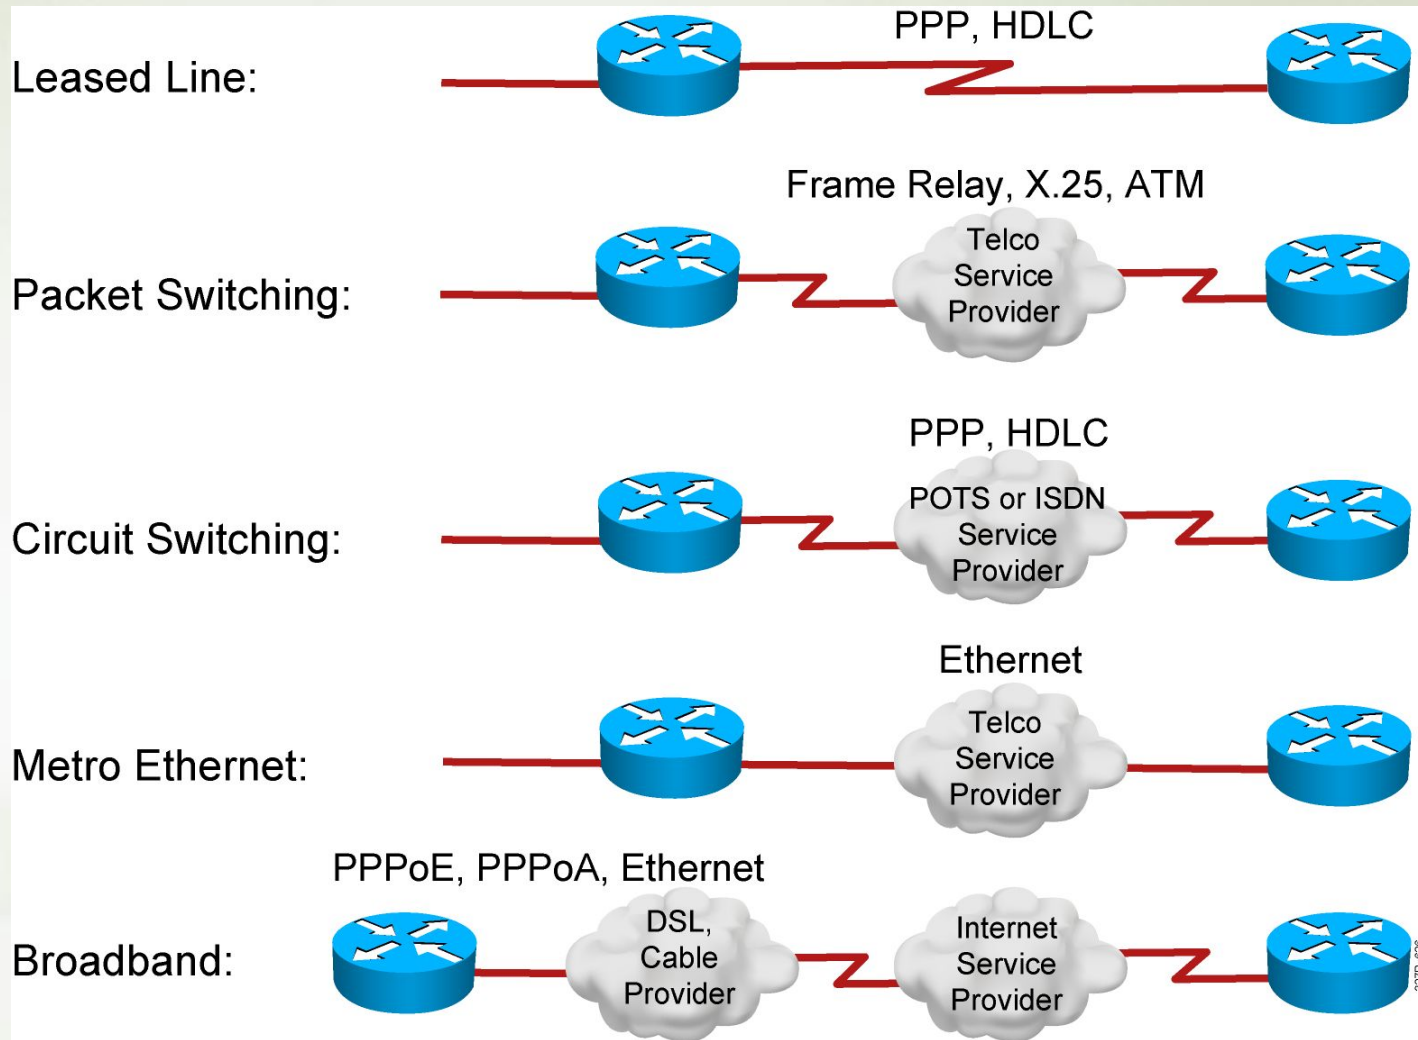 PPP, HDLC
Leased Line:
Frame Relay, X.25, ATM
Telco
Service
Provider
Packet Switching:
PPP, HDLC
POTS or ISDN
Service
Provider
Circuit Switching:
Ethernet
Telco
Service
Provider
Metro Ethernet:
PPPoE, PPPoA, Ethernet
DSL,
Cable
Provider
Internet
Service
Provider
Broadband: